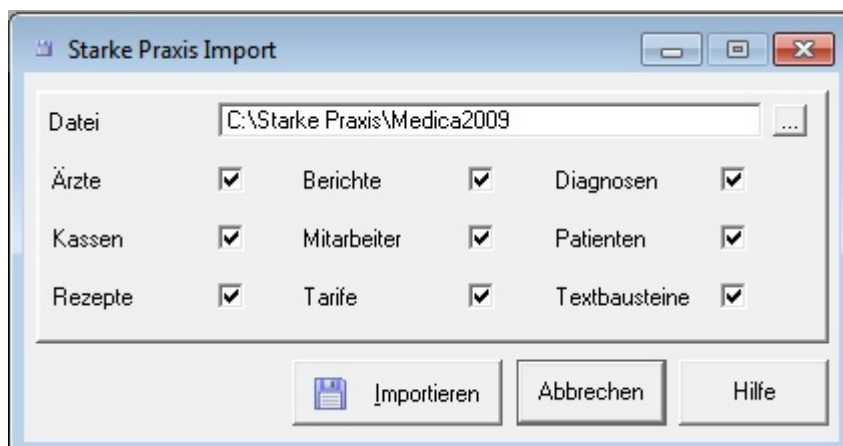 Starke Praxis Import
Datei C:\Starke Praxis\Medica2009 ...
Ärzte Berichte Diagnosen
Kassen Mitarbeiter Patienten
Rezepte Tarife Textbausteine
Importieren Abbrechen Hilfe